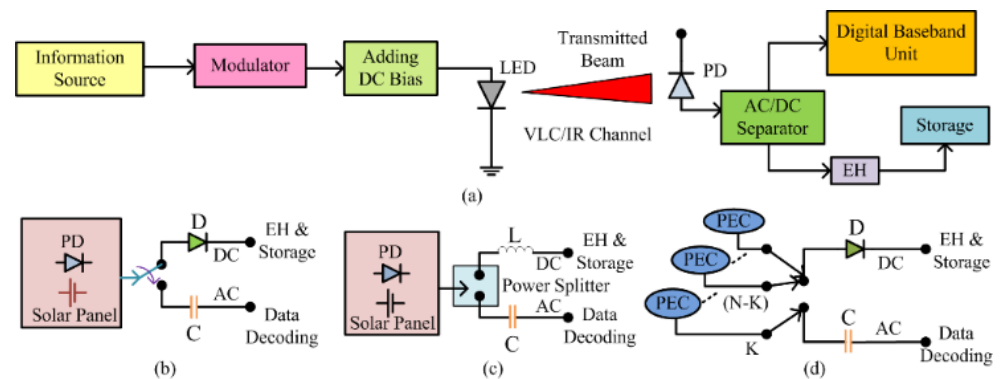 Information
Source
Modulator
Adding
DC Bias
LED
Transmitted
Beam
VLC/IR Channel
PD
AC/DC
Separator
Digital Baseband
Unit
EH
Storage
(a)
PD
Solar Panel
D
DC
EH &
Storage
AC
C
Data
Decoding
(b)
PD
Solar Panel
L
DC
EH &
Storage
Power Splitter
AC
C
Data
Decoding
(c)
PEC
PEC
PEC
(N-K)
K
D
DC
EH &
Storage
C
AC
Data
Decoding
(d)